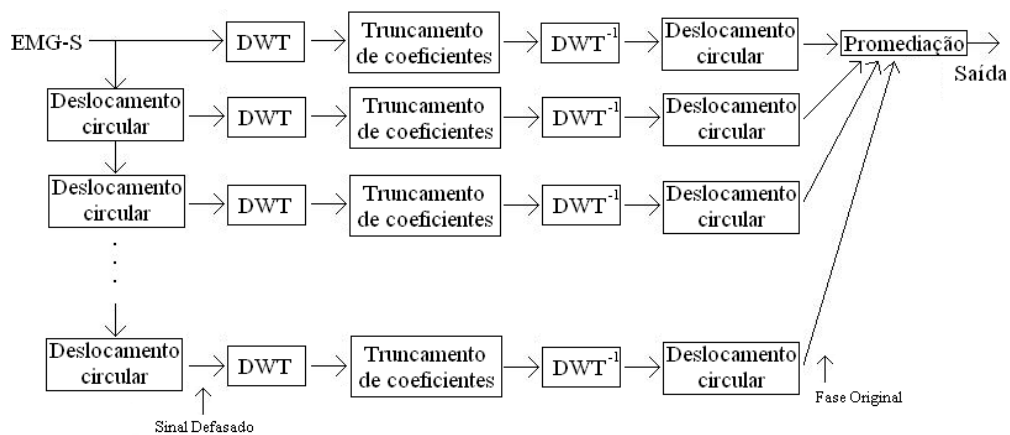 EMG-S
DWT
Truncamento
de coeficientes
DWT-1
Deslocamento
circular
Promediação
Saída
Deslocamento
circular
DWT
Truncamento
de coeficientes
DWT-1
Deslocamento
circular
Deslocamento
circular
DWT
Truncamento
de coeficientes
DWT-1
Deslocamento
circular
Deslocamento
circular
DWT
Truncamento
de coeficientes
DWT-1
Deslocamento
circular
Sinal Defasado
Fase Original